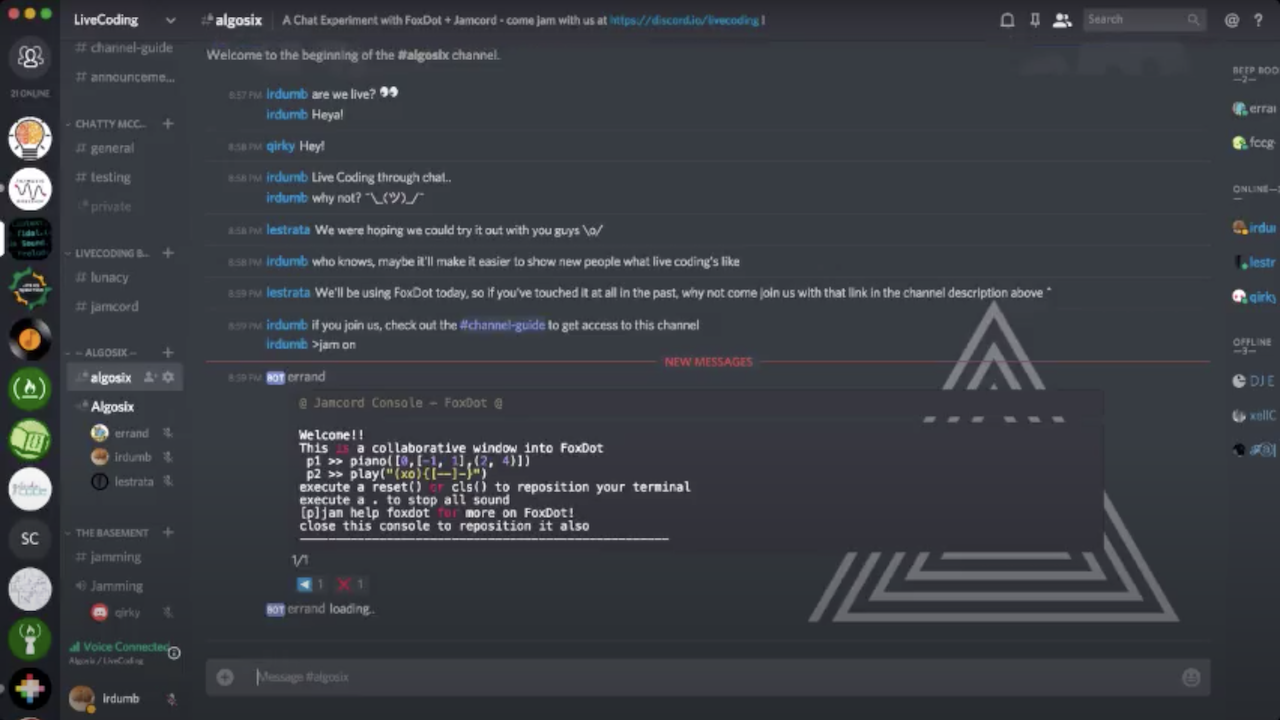 LiveCoding
algosix
A Chat Experiment with FoxDot + Jamcord - come jam with us at https://discord.io/livecoding |
Search
@ ?
21 ONLINE
SC
# channel-guide
# announceme...
CHATTY MCC... +
# general
# testing
private
LIVECODING B... +
# lunacy
# jamcord
-- ALGOSIX -- +
algosix
Algosix
errand
irdumb
lestrata
THE BASEMENT +
# jamming
Jamming
qirky
Voice Connected
Algosix / LiveCoding
irdumb
Welcome to the beginning of the #algosix channel.
8:57 PM irdumb are we live? 👀
irdumb Heya!
8:58 PM qirky Hey!
8:58 PM irdumb Live Coding through chat..
irdumb why not? ¯\_(ツ)_/¯
8:58 PM lestrata We were hoping we could try it out with you guys \o/
8:58 PM irdumb who knows, maybe it'll make it easier to show new people what live coding's like
8:59 PM lestrata We'll be using FoxDot today, so if you've touched it at all in the past, why not come join us with that link in the channel description above ^
8:59 PM irdumb if you join us, check out the #channel-guide to get access to this channel
irdumb >jam on
NEW MESSAGES
8:59 PM BOT errand
@ Jamcord Console – FoxDot @
Welcome!!
This is a collaborative window into FoxDot
p1 >> piano([0,[-1, 1],(2, 4)])
p2 >> play("(xo){[--]-}")
execute a reset() or cls() to reposition your terminal
execute a . to stop all sound
[p]jam help foxdot for more on FoxDot!
close this console to reposition it also
1/1
1 1
BOT errand loading..
Message #algosix
BEEP BOO
—2—
erra
fccg
ONLINE—
irdu
lestr
qirky
OFFLINE
—3—
DJ E
xellC